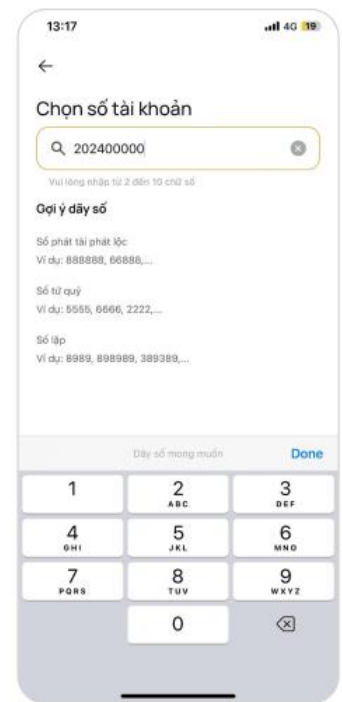 13:17
4G 19
Chọn số tài khoản
202400000
Vui lòng nhập từ 2 đến 10 chữ số
Gợi ý dãy số
Số phát tài phát lộc
Ví dụ: 888888, 66888,...
Số tứ quý
Ví dụ: 5555, 6666, 2222,...
Số lặp
Ví dụ: 8989, 898989, 389389,...
Dãy số mong muốn Done
1 2 3
ABC DEF
4 5 6
GHI JKL MNO
7 8 9
PQRS TUV WXYZ
0